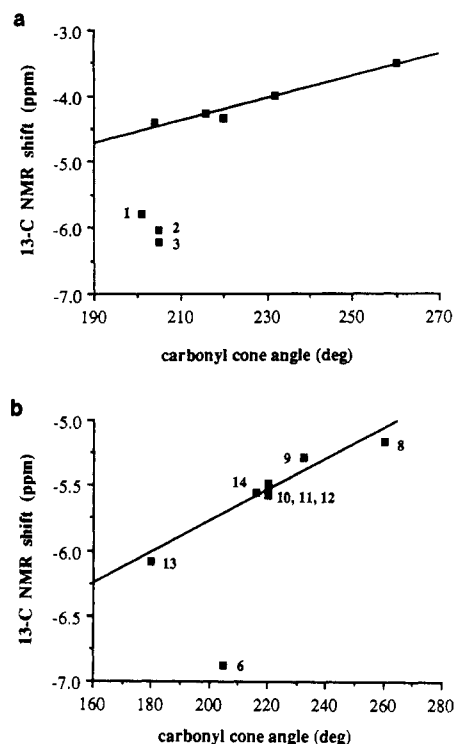 a
-3.0
-4.0
-5.0
-6.0
-7.0
13-C NMR shift (ppm)
1
2
3
190 210 230 250 270
carbonyl cone angle (deg)
b
-5.0
-5.5
-6.0
-6.5
-7.0
13-C NMR shift (ppm)
9
8
14
10, 11, 12
13
6
160 180 200 220 240 260 280
carbonyl cone angle (deg)